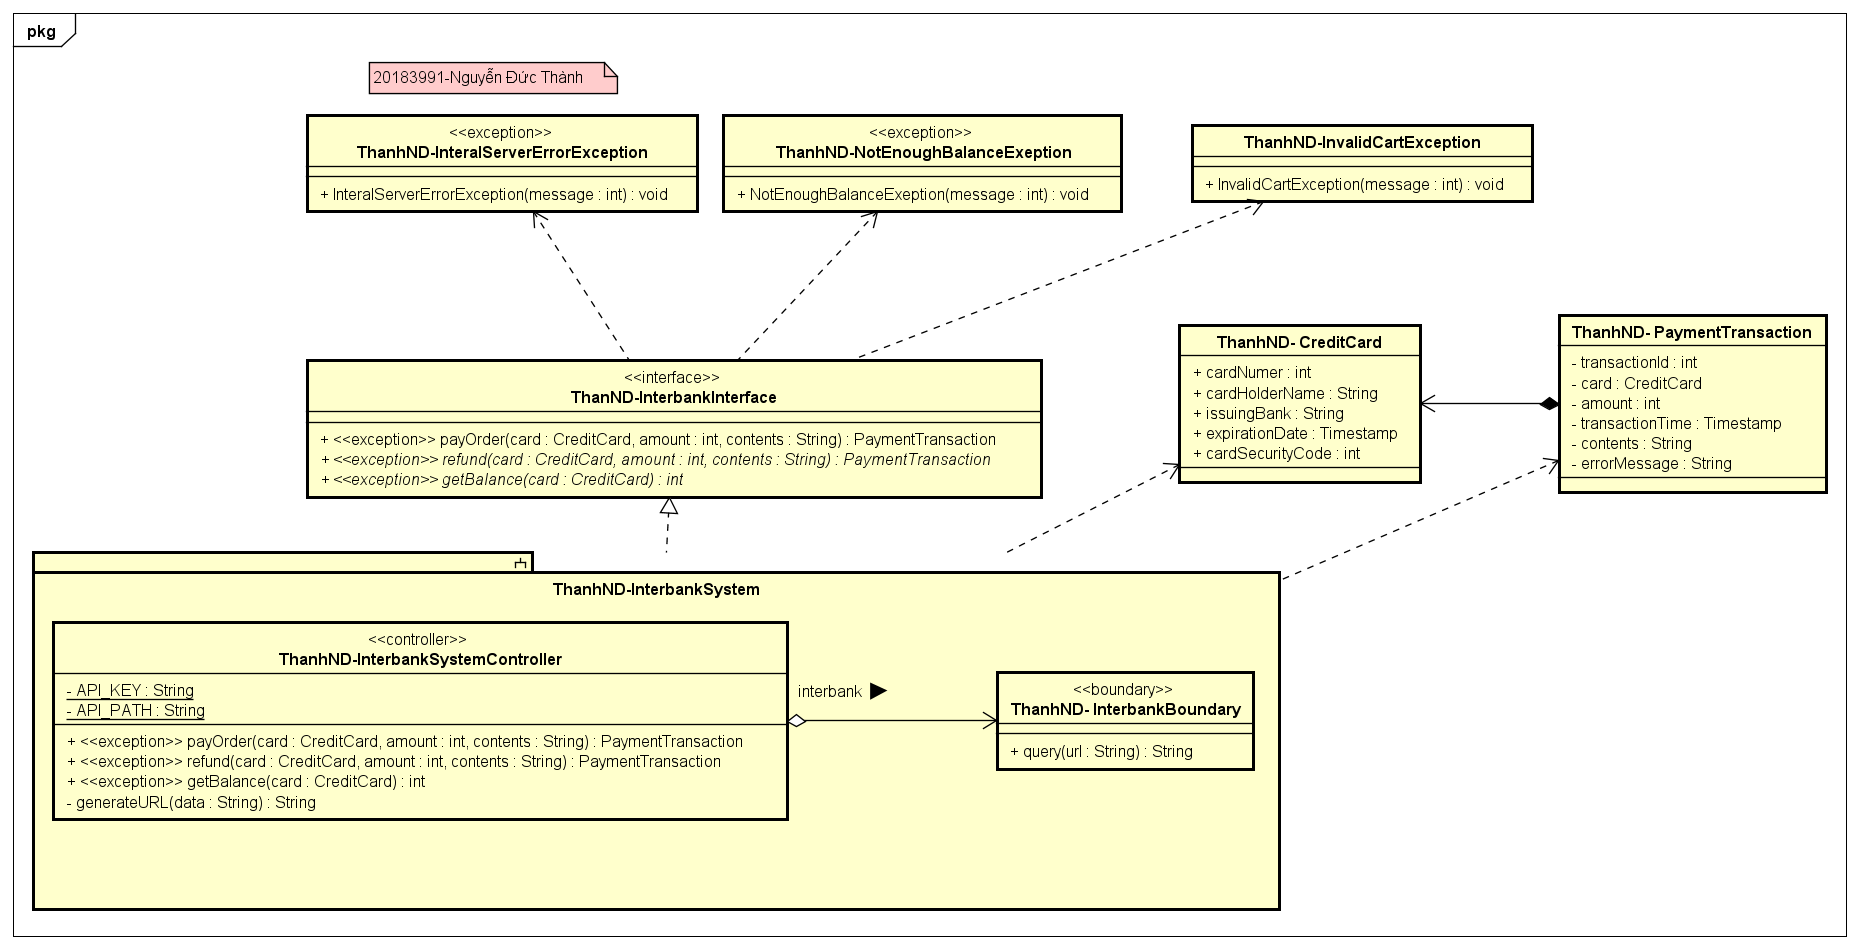 pkg
20183991-Nguyễn Đức Thành
<<exception>>
ThanhND-InteralServerErrorException
+ InteralServerErrorException(message : int) : void
<<exception>>
ThanhND-NotEnoughBalanceExeption
+ NotEnoughBalanceExeption(message : int) : void
ThanhND-InvalidCartException
+ InvalidCartException(message : int) : void
<<interface>>
ThanND-InterbankInterface
+ <<exception>> payOrder(card : CreditCard, amount : int, contents : String) : PaymentTransaction
+ <<exception>> refund(card : CreditCard, amount : int, contents : String) : PaymentTransaction
+ <<exception>> getBalance(card : CreditCard) : int
ThanhND- CreditCard
+ cardNumer : int
+ cardHolderName : String
+ issuingBank : String
+ expirationDate : Timestamp
+ cardSecurityCode : int
ThanhND- PaymentTransaction
- transactionId : int
- card : CreditCard
- amount : int
- transactionTime : Timestamp
- contents : String
- errorMessage : String
ThanhND-InterbankSystem
<<controller>>
ThanhND-InterbankSystemController
- API_KEY : String
- API_PATH : String
+ <<exception>> payOrder(card : CreditCard, amount : int, contents : String) : PaymentTransaction
+ <<exception>> refund(card : CreditCard, amount : int, contents : String) : PaymentTransaction
+ <<exception>> getBalance(card : CreditCard) : int
- generateURL(data : String) : String
interbank
<<boundary>>
ThanhND- InterbankBoundary
+ query(url : String) : String